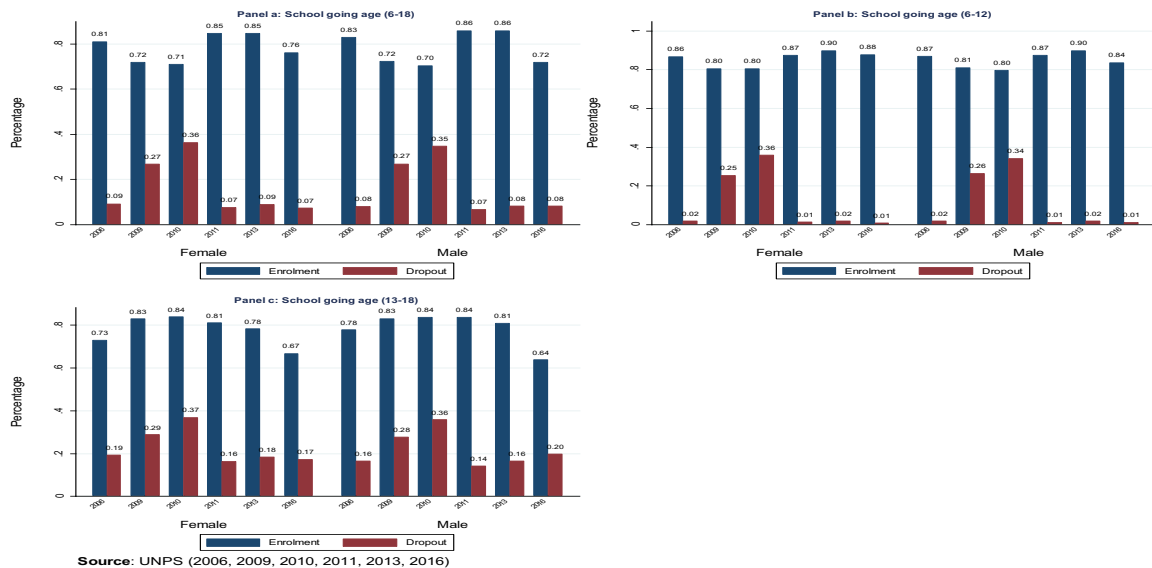 Panel a: School going age (6-18)
Percentage
0 .2 .4 .6 .8
0.81 0.09 0.72 0.27 0.71 0.36 0.85 0.07 0.85 0.09 0.76 0.07
0.83 0.08 0.72 0.27 0.70 0.35 0.86 0.07 0.86 0.08 0.72 0.08
2006 2009 2010 2011 2013 2016 2006 2009 2010 2011 2013 2016
Female Male
Enrolment Dropout
Panel b: School going age (6-12)
Percentage
0 .2 .4 .6 .8 1
0.86 0.02 0.80 0.25 0.80 0.36 0.87 0.01 0.90 0.02 0.88 0.01
0.87 0.02 0.81 0.26 0.80 0.34 0.87 0.01 0.90 0.02 0.84 0.01
2006 2009 2010 2011 2013 2016 2006 2009 2010 2011 2013 2016
Female Male
Enrolment Dropout
Panel c: School going age (13-18)
Percentage
0 .2 .4 .6 .8
0.73 0.19 0.83 0.29 0.84 0.37 0.81 0.16 0.78 0.18 0.67 0.17
0.78 0.16 0.83 0.28 0.84 0.36 0.84 0.14 0.81 0.16 0.64 0.20
2006 2009 2010 2011 2013 2016 2006 2009 2010 2011 2013 2016
Female Male
Enrolment Dropout
Source: UNPS (2006, 2009, 2010, 2011, 2013, 2016)